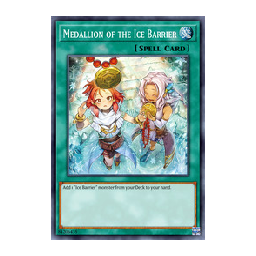 Medallion of the Ice Barrier
[Spell Card]
Add 1 "Ice Barrier" monster from your Deck to your hand.